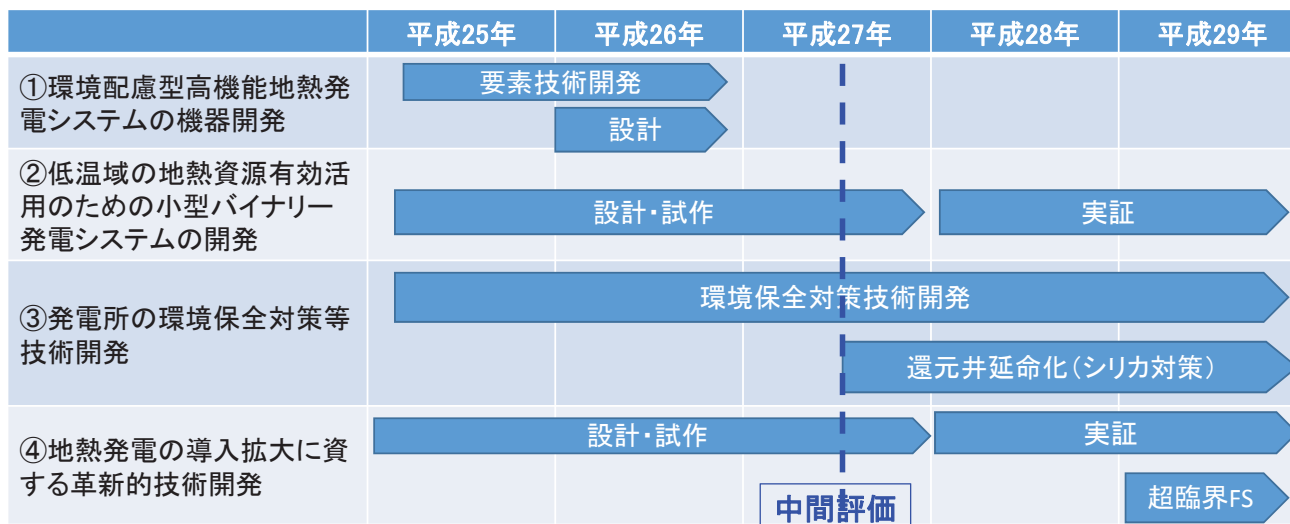 平成25年 平成26年 平成27年 平成28年 平成29年
①環境配慮型高機能地熱発
電システムの機器開発
要素技術開発
設計
②低温域の地熱資源有効活
用のための小型バイナリー
発電システムの開発
設計・試作
実証
③発電所の環境保全対策等
技術開発
環境保全対策技術開発
還元井延命化(シリカ対策)
④地熱発電の導入拡大に資
する革新的技術開発
設計・試作
実証
超臨界FS
中間評価